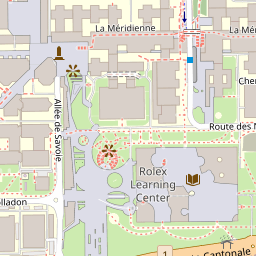 La Méridienne
La Mé
Cher
Allée de Savoie
Route des N
Rolex
Learning
Center
lladon
1
Cantonale